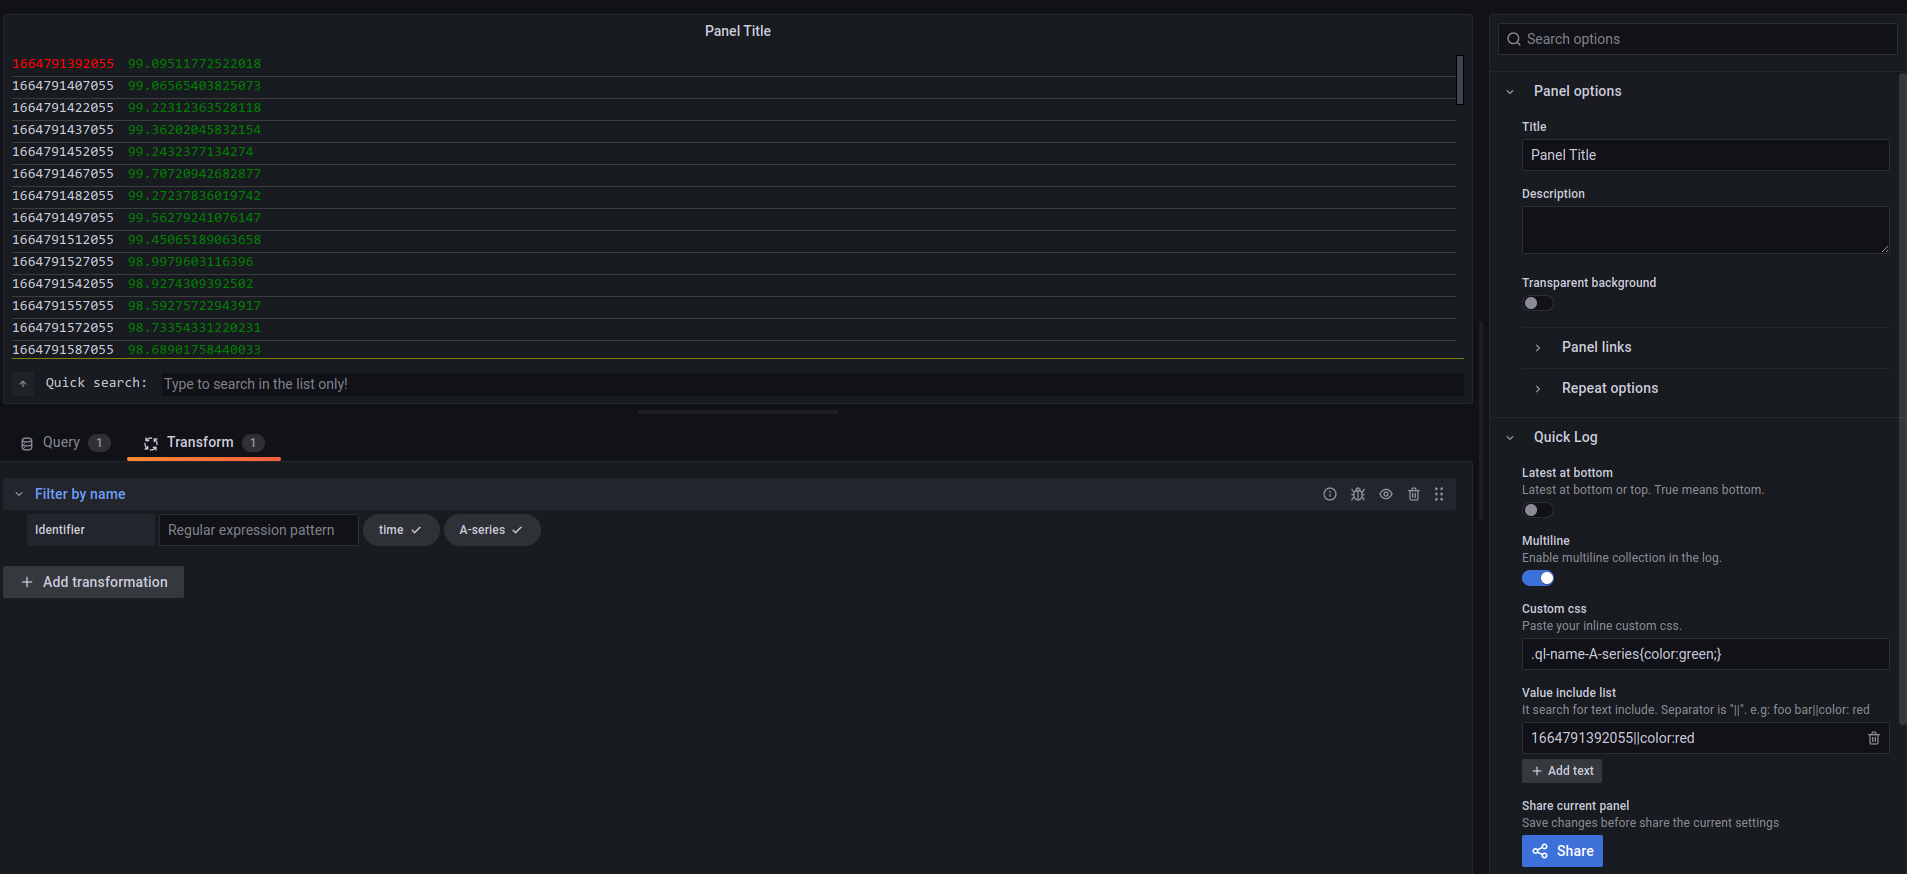 Panel Title
1664791392055 99.09511772522018
1664791407055 99.06565403825073
1664791422055 99.22312363528118
1664791437055 99.36202045832154
1664791452055 99.2432377134274
1664791467055 99.70720942682877
1664791482055 99.27237836019742
1664791497055 99.56279241076147
1664791512055 99.45065189063658
1664791527055 98.9979603116396
1664791542055 98.9274309392502
1664791557055 98.59275722943917
1664791572055 98.73354331220231
1664791587055 98.68901758440033
Quick search: Type to search in the list only!
Query 1
Transform 1
Filter by name
Identifier Regular expression pattern time A-series
Add transformation
Search options
Panel options
Title
Panel Title
Description
Transparent background
Panel links
Repeat options
Quick Log
Latest at bottom
Latest at bottom or top. True means bottom.
Multiline
Enable multiline collection in the log.
Custom css
Paste your inline custom css.
.ql-name-A-series{color:green;}
Value include list
It search for text include. Separator is "||". e.g: foo bar||color: red
1664791392055||color:red
Add text
Share current panel
Save changes before share the current settings
Share